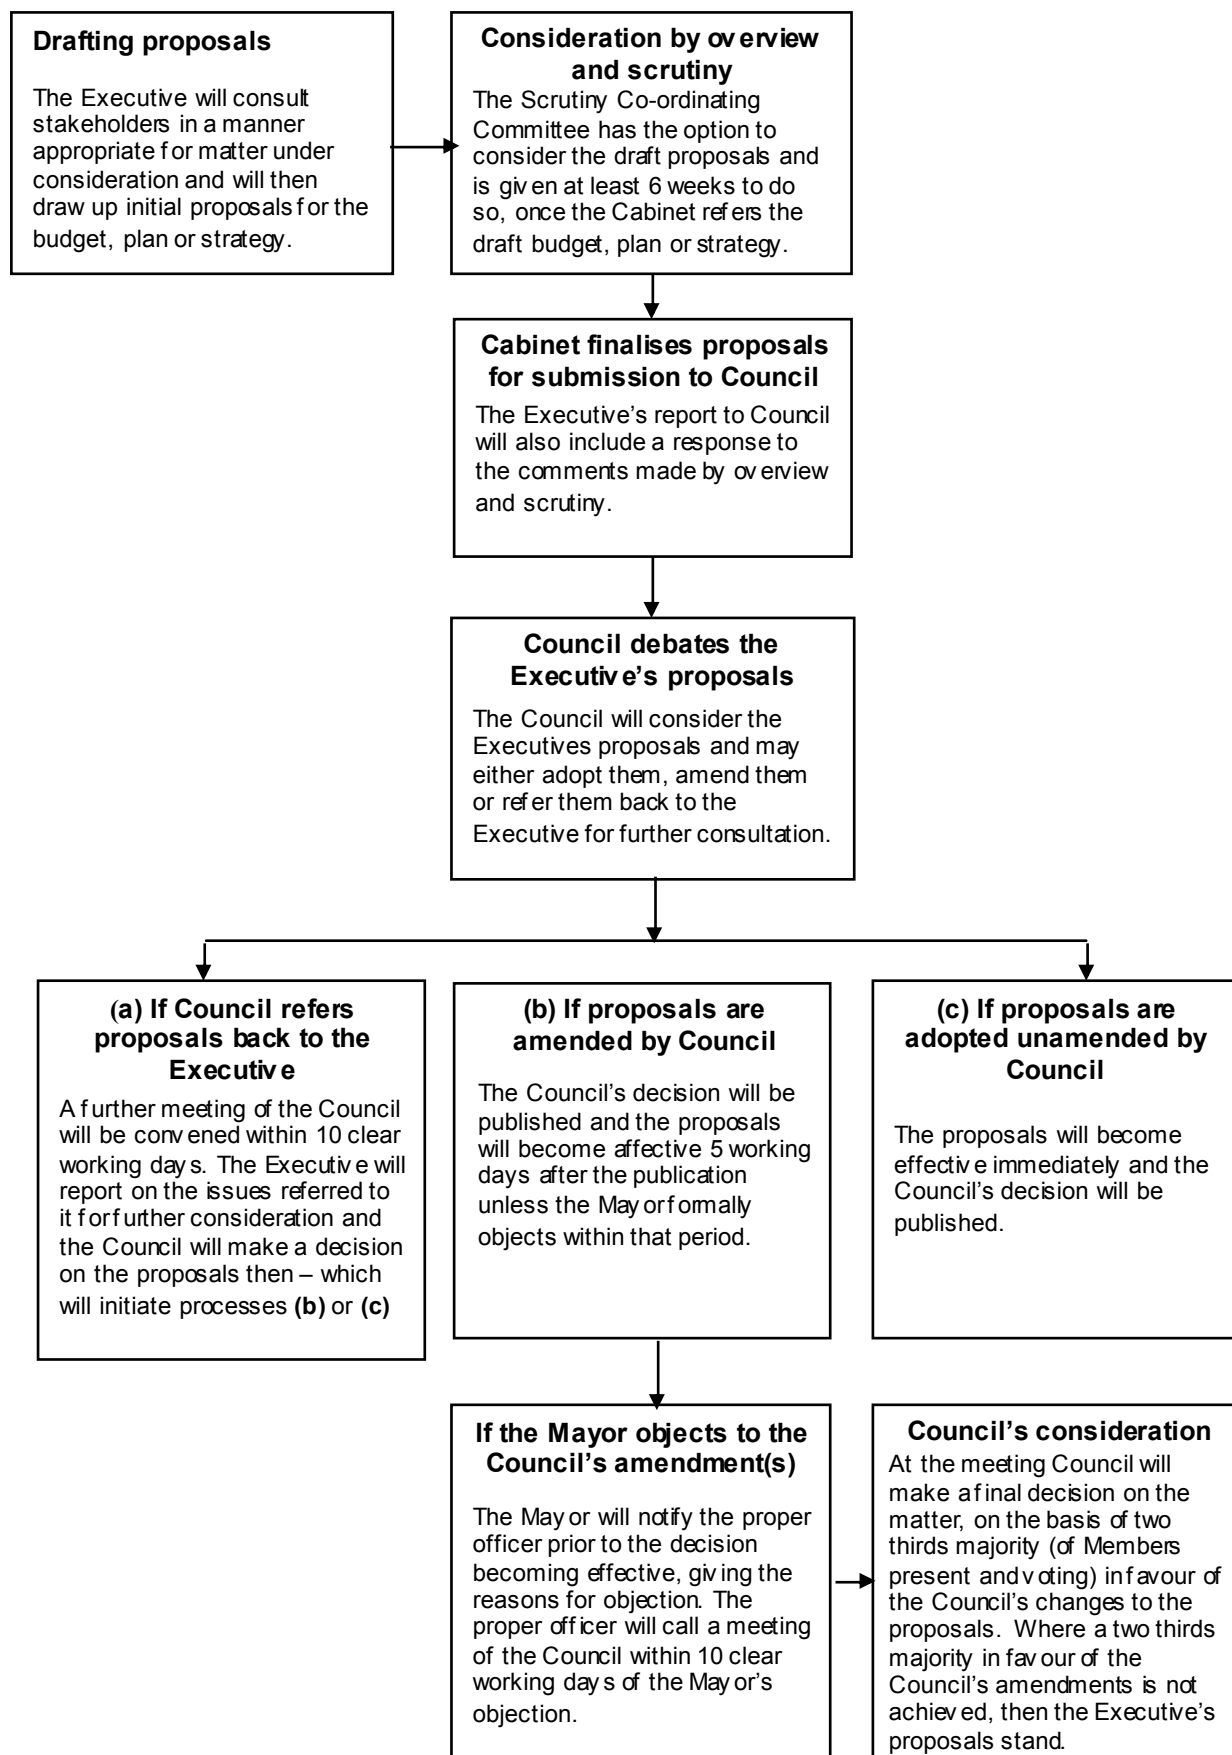 Drafting proposals
The Executive will consult
stakeholders in a manner
appropriate for matter under
consideration and will then
draw up initial proposals for the
budget, plan or strategy.
Consideration by overview
and scrutiny
The Scrutiny Co-ordinating
Committee has the option to
consider the draft proposals and
is given at least 6 weeks to do
so, once the Cabinet refers the
draft budget, plan or strategy.
Cabinet finalises proposals
for submission to Council
The Executive’s report to Council
will also include a response to
the comments made by overview
and scrutiny.
Council debates the
Executive’s proposals
The Council will consider the
Executives proposals and may
either adopt them, amend them
or refer them back to the
Executive for further consultation.
(a) If Council refers
proposals back to the
Executive
A further meeting of the Council
will be convened within 10 clear
working days. The Executive will
report on the issues referred to
it for further consideration and
the Council will make a decision
on the proposals then – which
will initiate processes (b) or (c)
(b) If proposals are
amended by Council
The Council’s decision will be
published and the proposals
will become affective 5 working
days after the publication
unless the Mayor formally
objects within that period.
(c) If proposals are
adopted unamended by
Council
The proposals will become
effective immediately and the
Council’s decision will be
published.
If the Mayor objects to the
Council’s amendment(s)
The Mayor will notify the proper
officer prior to the decision
becoming effective, giving the
reasons for objection. The
proper officer will call a meeting
of the Council within 10 clear
working days of the Mayor’s
objection.
Council’s consideration
At the meeting Council will
make a final decision on the
matter, on the basis of two
thirds majority (of Members
present and voting) in favour of
the Council’s changes to the
proposals. Where a two thirds
majority in favour of the
Council’s amendments is not
achieved, then the Executive’s
proposals stand.